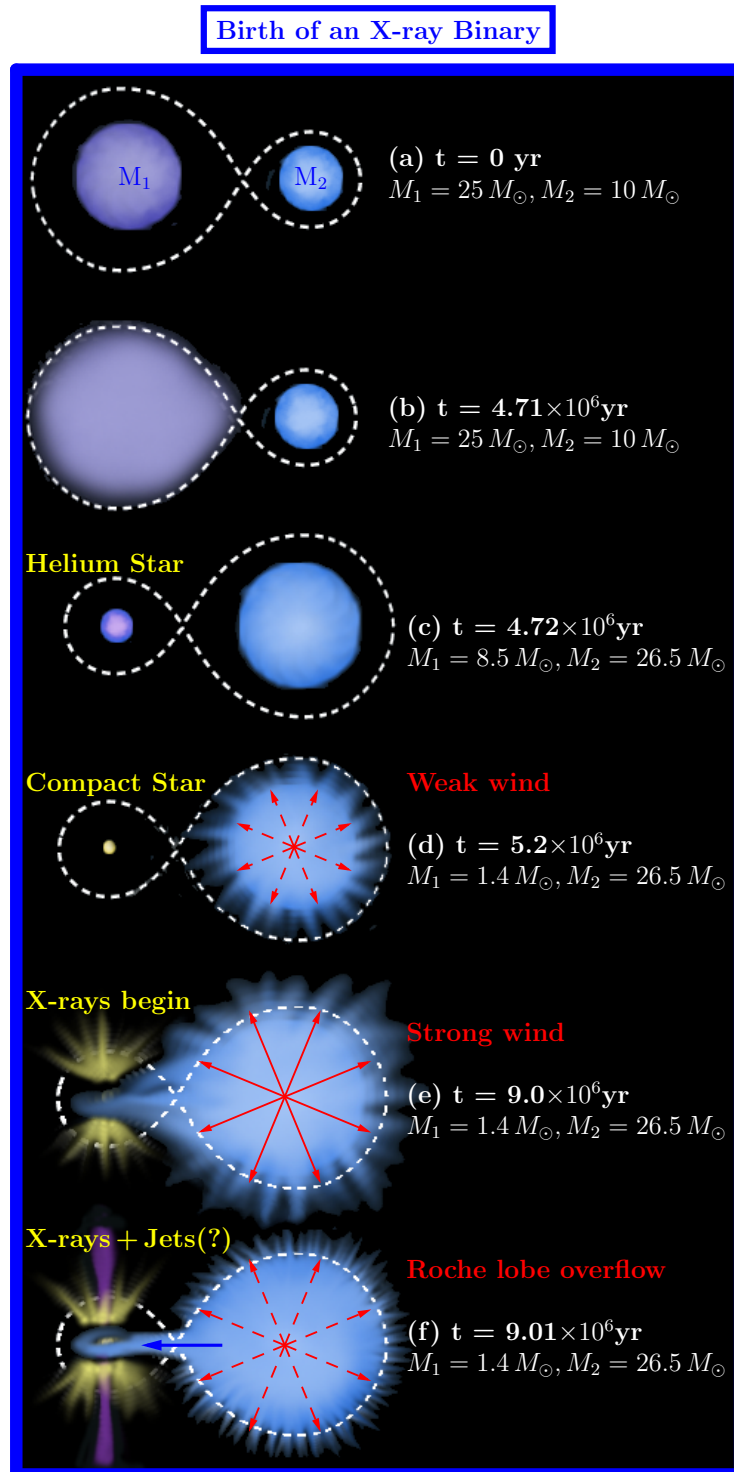 Birth of an X-ray Binary
M₁
M₂
(a) t = 0 yr
M₁ = 25 M☉, M₂ = 10 M☉
(b) t = 4.71×10⁶yr
M₁ = 25 M☉, M₂ = 10 M☉
Helium Star
(c) t = 4.72×10⁶yr
M₁ = 8.5 M☉, M₂ = 26.5 M☉
Compact Star
Weak wind
(d) t = 5.2×10⁶yr
M₁ = 1.4 M☉, M₂ = 26.5 M☉
X-rays begin
Strong wind
(e) t = 9.0×10⁶yr
M₁ = 1.4 M☉, M₂ = 26.5 M☉
X-rays + Jets(?)
Roche lobe overflow
(f) t = 9.01×10⁶yr
M₁ = 1.4 M☉, M₂ = 26.5 M☉